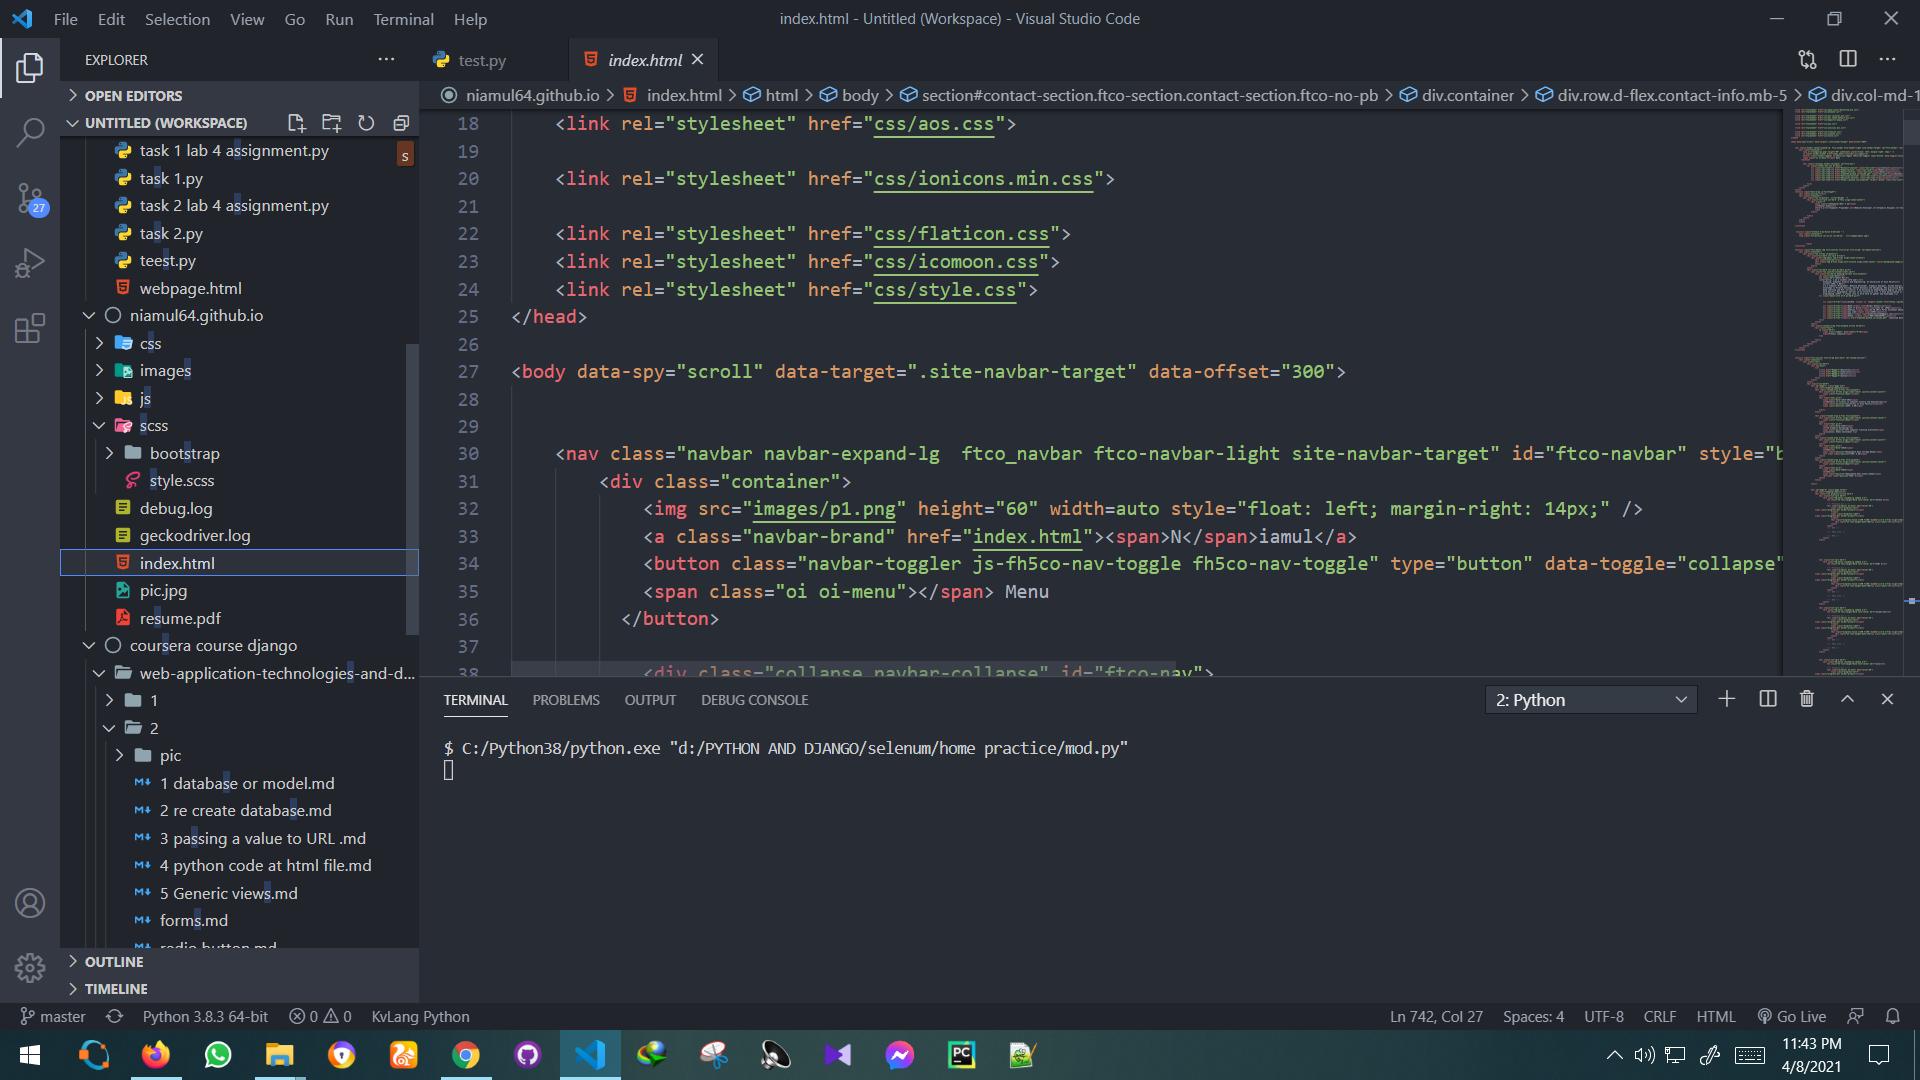 File Edit Selection View Go Run Terminal Help
index.html - Untitled (Workspace) - Visual Studio Code
EXPLORER
test.py
index.html
OPEN EDITORS
niamul64.github.io > index.html > html > body > section#contact-section.ftco-section.contact-section.ftco-no-pb > div.container > div.row.d-flex.contact-info.mb-5 > div.col-md-1
UNTITLED (WORKSPACE)
task 1 lab 4 assignment.py
s
task 1.py
task 2 lab 4 assignment.py
task 2.py
teest.py
webpage.html
niamul64.github.io
css
images
js
scss
bootstrap
style.scss
debug.log
geckodriver.log
index.html
pic.jpg
resume.pdf
coursera course django
web-application-technologies-and-d...
1
2
pic
1 database or model.md
2 re create database.md
3 passing a value to URL .md
4 python code at html file.md
5 Generic views.md
forms.md
radio button.md
OUTLINE
TIMELINE
27
18 <link rel="stylesheet" href="css/aos.css">
19
20 <link rel="stylesheet" href="css/ionicons.min.css">
21
22 <link rel="stylesheet" href="css/flaticon.css">
23 <link rel="stylesheet" href="css/icomoon.css">
24 <link rel="stylesheet" href="css/style.css">
25 </head>
26
27 <body data-spy="scroll" data-target=".site-navbar-target" data-offset="300">
28
29
30 <nav class="navbar navbar-expand-lg  ftco_navbar ftco-navbar-light site-navbar-target" id="ftco-navbar" style="b
31 <div class="container">
32 <img src="images/p1.png" height="60" width=auto style="float: left; margin-right: 14px;" />
33 <a class="navbar-brand" href="index.html"><span>N</span>iamul</a>
34 <button class="navbar-toggler js-fh5co-nav-toggle fh5co-nav-toggle" type="button" data-toggle="collapse"
35 <span class="oi oi-menu"></span> Menu
36 </button>
37
38 <div class="collapse navbar-collapse" id="ftco-nav">
TERMINAL PROBLEMS OUTPUT DEBUG CONSOLE
2: Python
$ C:/Python38/python.exe "d:/PYTHON AND DJANGO/selenum/home practice/mod.py"
master
Python 3.8.3 64-bit
0 0
KvLang Python
Ln 742, Col 27
Spaces: 4
UTF-8
CRLF
HTML
Go Live
11:43 PM
4/8/2021